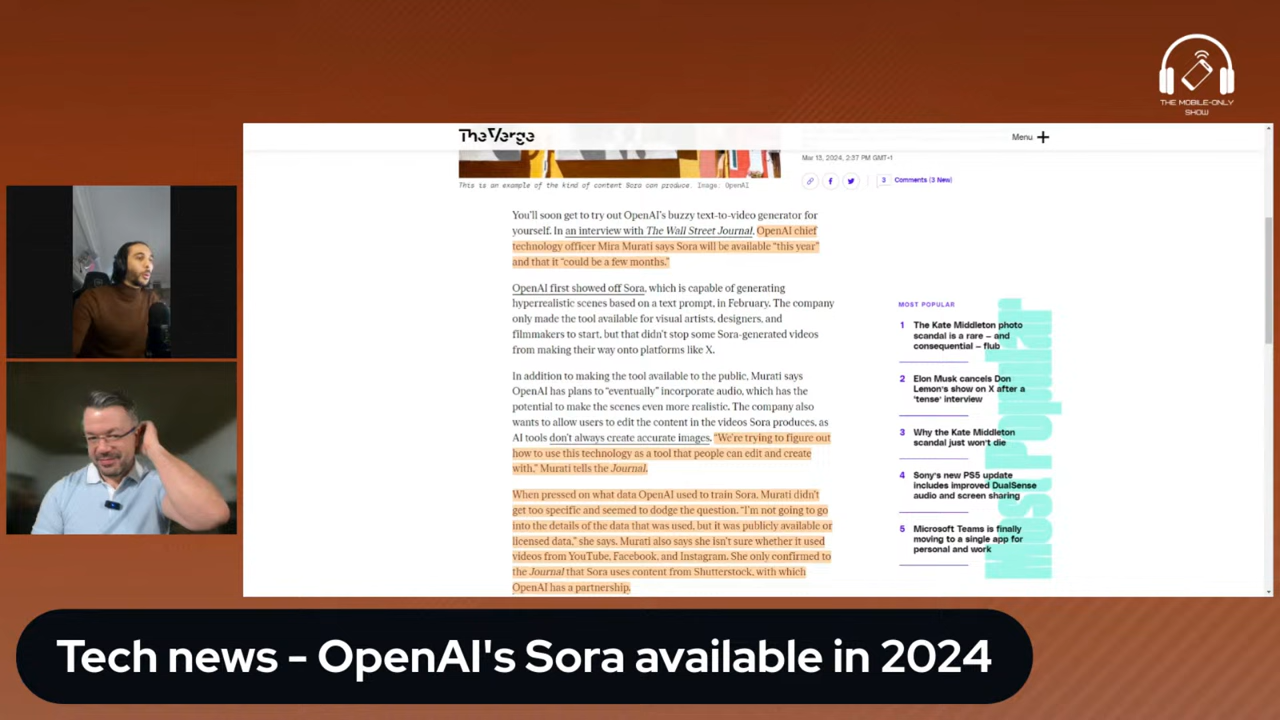 THE MOBILE-ONLY
SHOW
TheVerge
Menu
Mar 13, 2024, 2:37 PM GMT+1
This is an example of the kind of content Sora can produce. Image: OpenAI
3 Comments (3 New)
You'll soon get to try out OpenAI's buzzy text-to-video generator for
yourself. In an interview with The Wall Street Journal, OpenAI chief
technology officer Mira Murati says Sora will be available “this year”
and that it “could be a few months.”
OpenAI first showed off Sora, which is capable of generating
hyperrealistic scenes based on a text prompt, in February. The company
only made the tool available for visual artists, designers, and
filmmakers to start, but that didn't stop some Sora-generated videos
from making their way onto platforms like X.
In addition to making the tool available to the public, Murati says
OpenAI has plans to “eventually” incorporate audio, which has the
potential to make the scenes even more realistic. The company also
wants to allow users to edit the content in the videos Sora produces, as
AI tools don't always create accurate images. “We're trying to figure out
how to use this technology as a tool that people can edit and create
with,” Murati tells the Journal.
When pressed on what data OpenAI used to train Sora, Murati didn't
get too specific and seemed to dodge the question. “I'm not going to go
into the details of the data that was used, but it was publicly available or
licensed data,” she says. Murati also says she isn't sure whether it used
videos from YouTube, Facebook, and Instagram. She only confirmed to
the Journal that Sora uses content from Shutterstock, with which
OpenAI has a partnership.
MOST POPULAR
Most Popular
1 The Kate Middleton photo
scandal is a rare — and
consequential — flub
2 Elon Musk cancels Don
Lemon's show on X after a
'tense' interview
3 Why the Kate Middleton
scandal just won't die
4 Sony's new PS5 update
includes improved DualSense
audio and screen sharing
5 Microsoft Teams is finally
moving to a single app for
personal and work
Tech news - OpenAI's Sora available in 2024